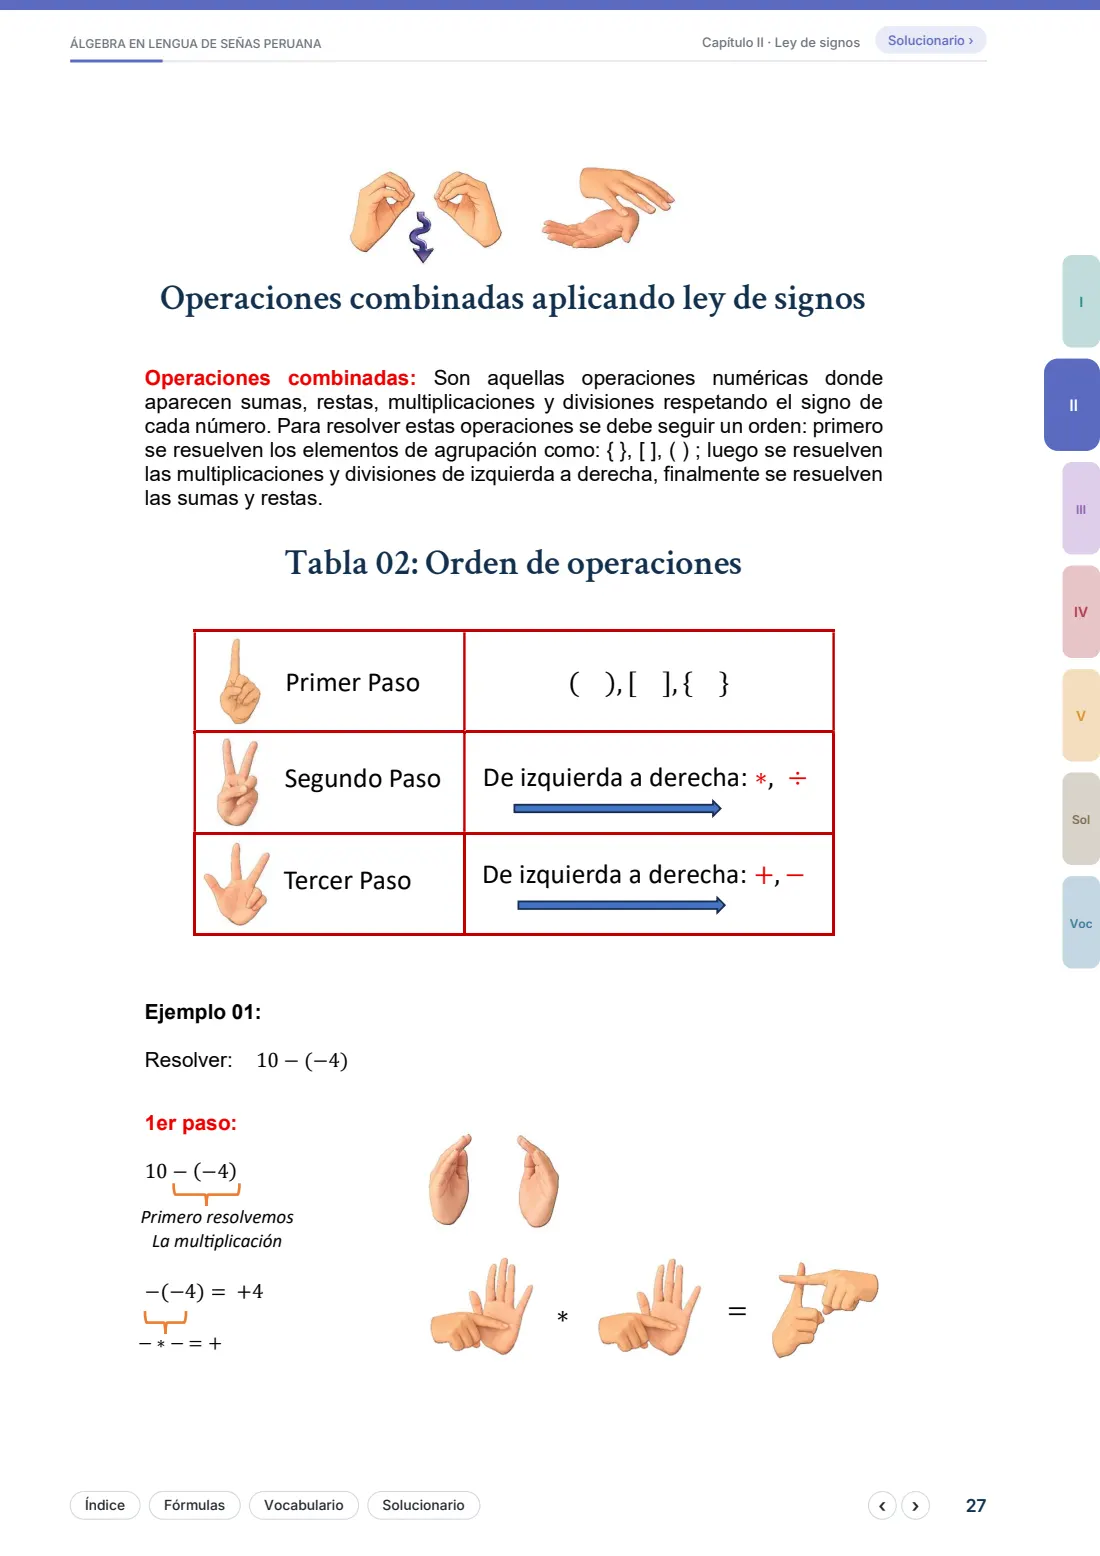 ÁLGEBRA EN LENGUA DE SEÑAS PERUANA
Capítulo II · Ley de signos
Solucionario ›
Operaciones combinadas aplicando ley de signos
Operaciones combinadas: Son aquellas operaciones numéricas donde
aparecen sumas, restas, multiplicaciones y divisiones respetando el signo de
cada número. Para resolver estas operaciones se debe seguir un orden: primero
se resuelven los elementos de agrupación como: { }, [ ], ( ) ; luego se resuelven
las multiplicaciones y divisiones de izquierda a derecha, finalmente se resuelven
las sumas y restas.
Tabla 02: Orden de operaciones
Primer Paso
( ), [ ], { }
Segundo Paso
De izquierda a derecha: *, ÷
Tercer Paso
De izquierda a derecha: +, −
Ejemplo 01:
Resolver: 10 − (−4)
1er paso:
10 − (−4)
Primero resolvemos
La multiplicación
−(−4) = +4
− * − = +
* =
I
II
III
IV
V
Sol
Voc
Índice
Fórmulas
Vocabulario
Solucionario
‹ ›
27